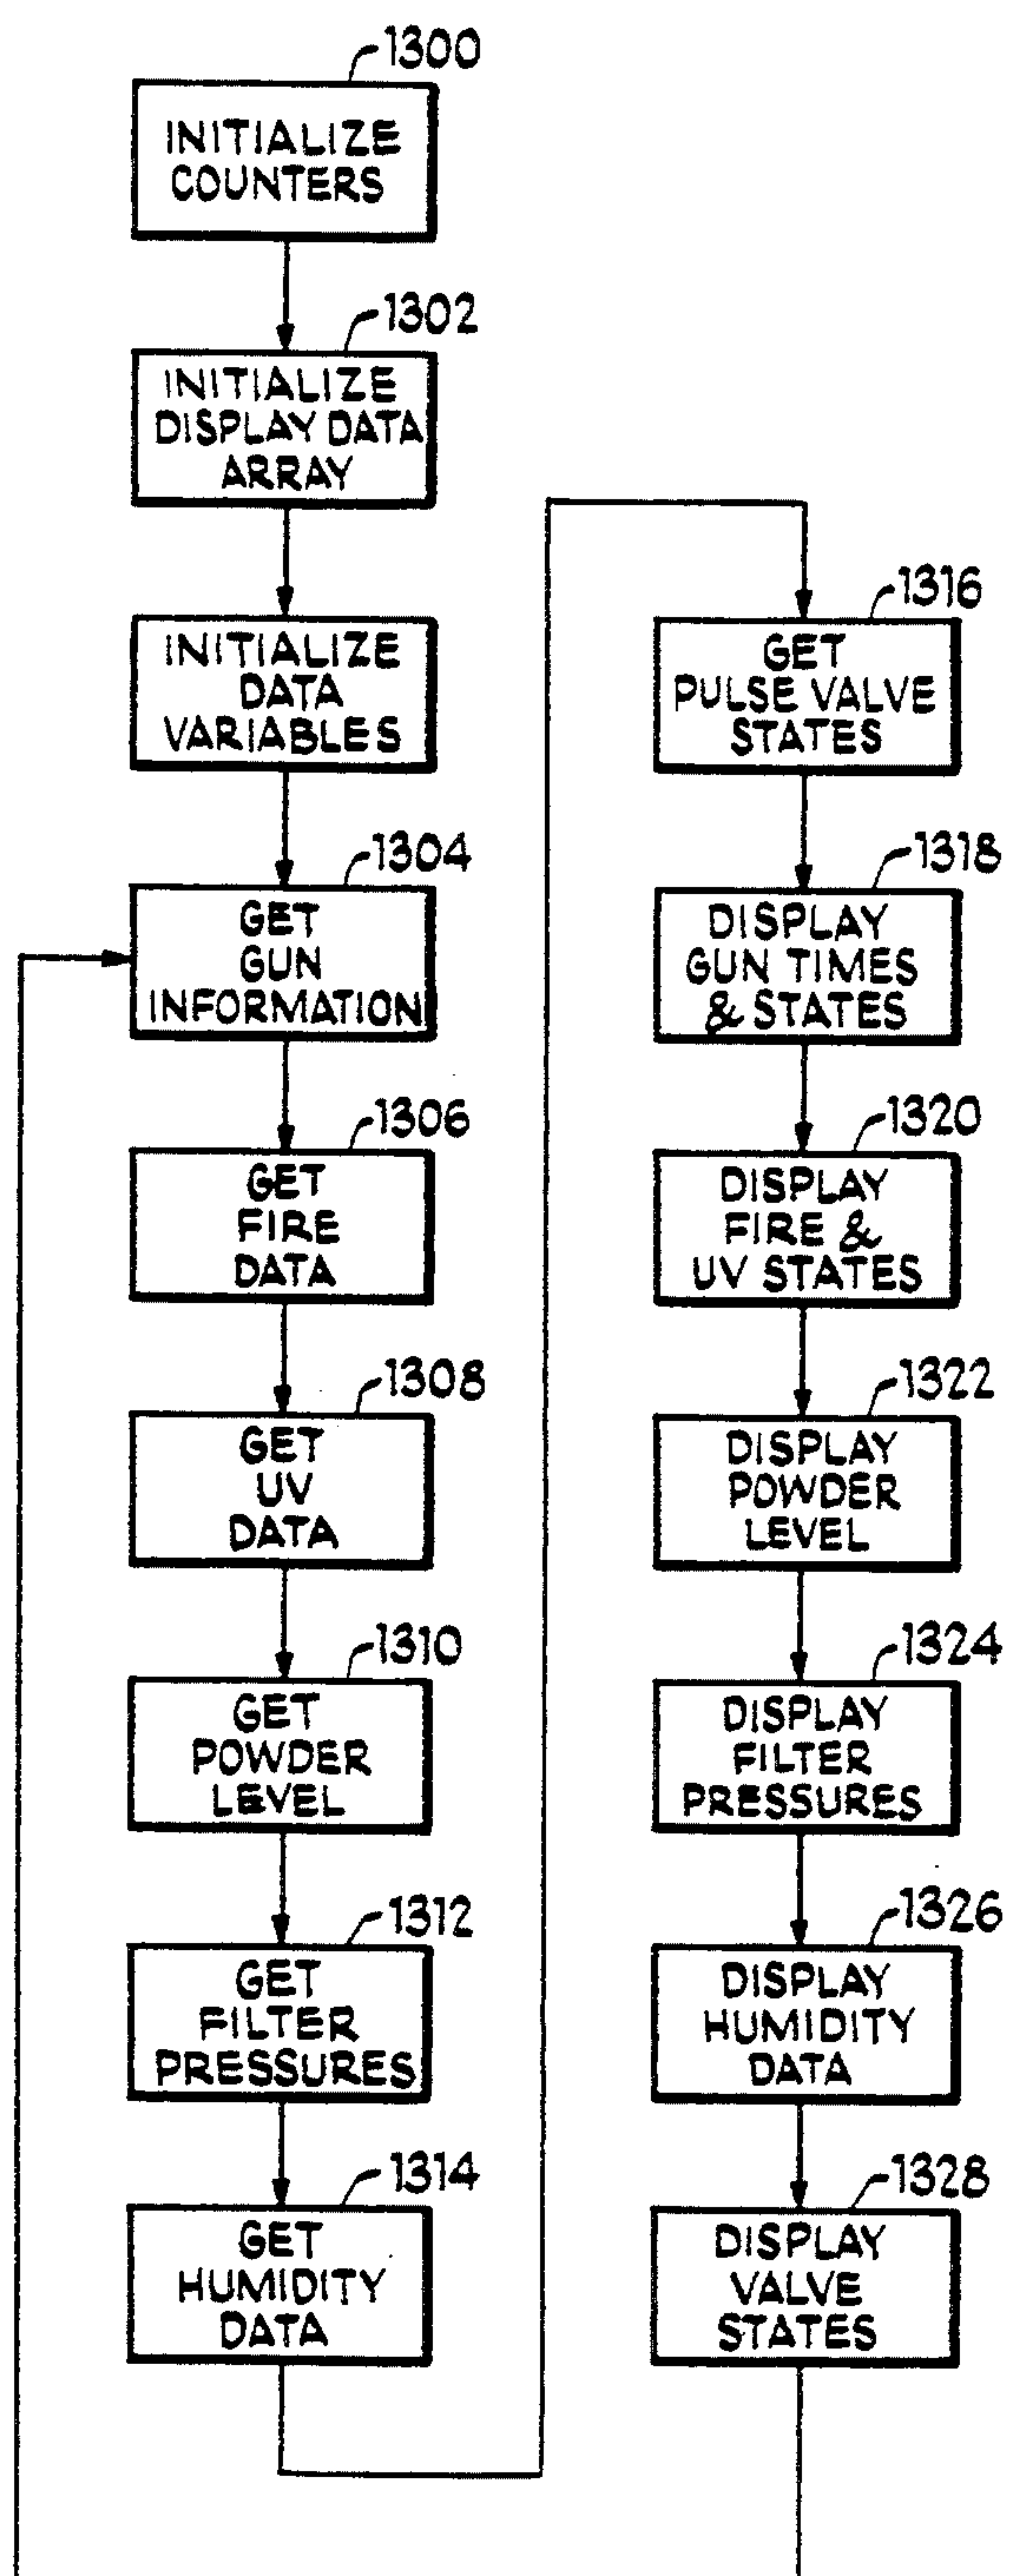 1300
INITIALIZE
COUNTERS
1302
INITIALIZE
DISPLAY DATA
ARRAY
INITIALIZE
DATA
VARIABLES
1304
GET
GUN
INFORMATION
1306
GET
FIRE
DATA
1308
GET
UV
DATA
1310
GET
POWDER
LEVEL
1312
GET
FILTER
PRESSURES
1314
GET
HUMIDITY
DATA
1316
GET
PULSE VALVE
STATES
1318
DISPLAY
GUN TIMES
& STATES
1320
DISPLAY
FIRE &
UV STATES
1322
DISPLAY
POWDER
LEVEL
1324
DISPLAY
FILTER
PRESSURES
1326
DISPLAY
HUMIDITY
DATA
1328
DISPLAY
VALVE
STATES